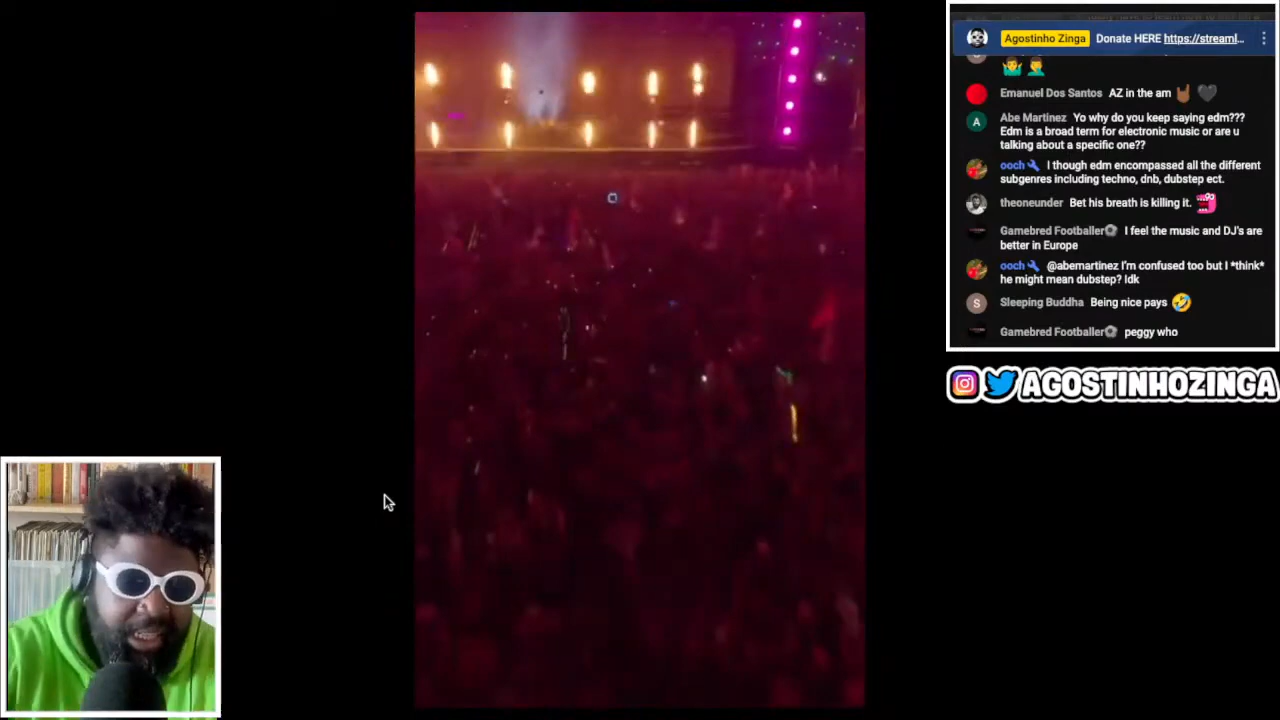 Agostinho Zinga Donate HERE https://streaml...
Emanuel Dos Santos AZ in the am
A Abe Martinez Yo why do you keep saying edm???
Edm is a broad term for electronic music or are u
talking about a specific one??
ooch I though edm encompassed all the different
subgenres including techno, dnb, dubstep ect.
theoneunder Bet his breath is killing it.
Gamebred Footballer I feel the music and DJ's are
better in Europe
ooch @abemartinez I'm confused too but I *think*
he might mean dubstep? Idk
S Sleeping Buddha Being nice pays
Gamebred Footballer peggy who
AGOSTINHOZINGA